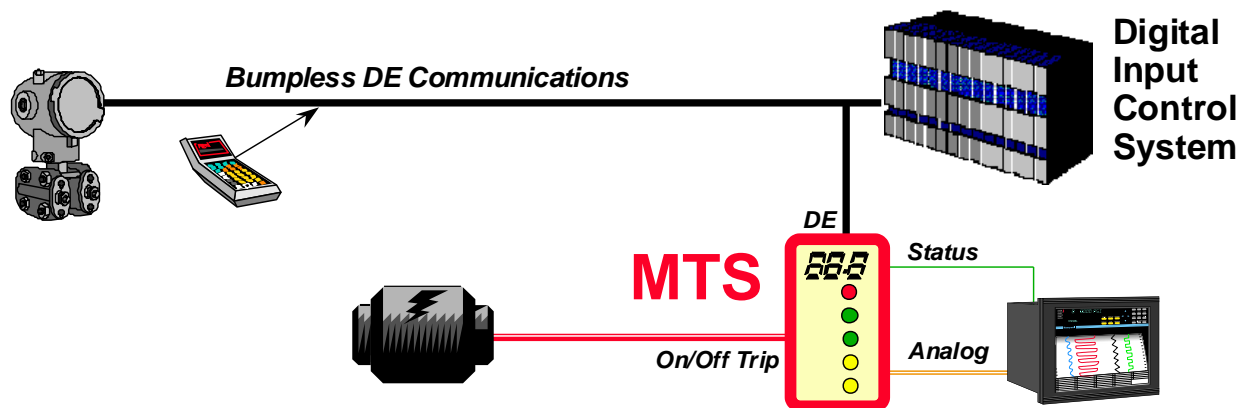 Bumpless DE Communications
Digital
Input
Control
System
DE
MTS
Status
On/Off Trip
Analog